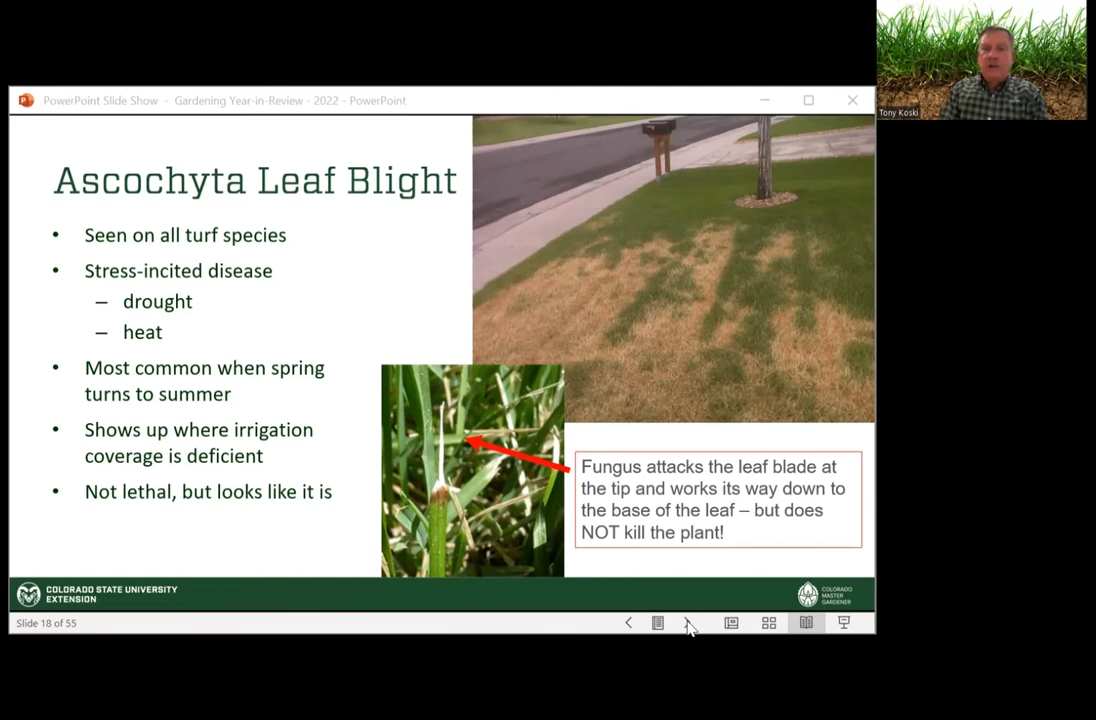 PowerPoint Slide Show - Gardening Year-in-Review - 2022 - PowerPoint
Tony Koski
Ascochyta Leaf Blight
• Seen on all turf species
• Stress-incited disease
– drought
– heat
• Most common when spring
turns to summer
• Shows up where irrigation
coverage is deficient
• Not lethal, but looks like it is
Fungus attacks the leaf blade at
the tip and works its way down to
the base of the leaf – but does
NOT kill the plant!
COLORADO STATE UNIVERSITY
EXTENSION
COLORADO
MASTER
GARDENER
Slide 18 of 55